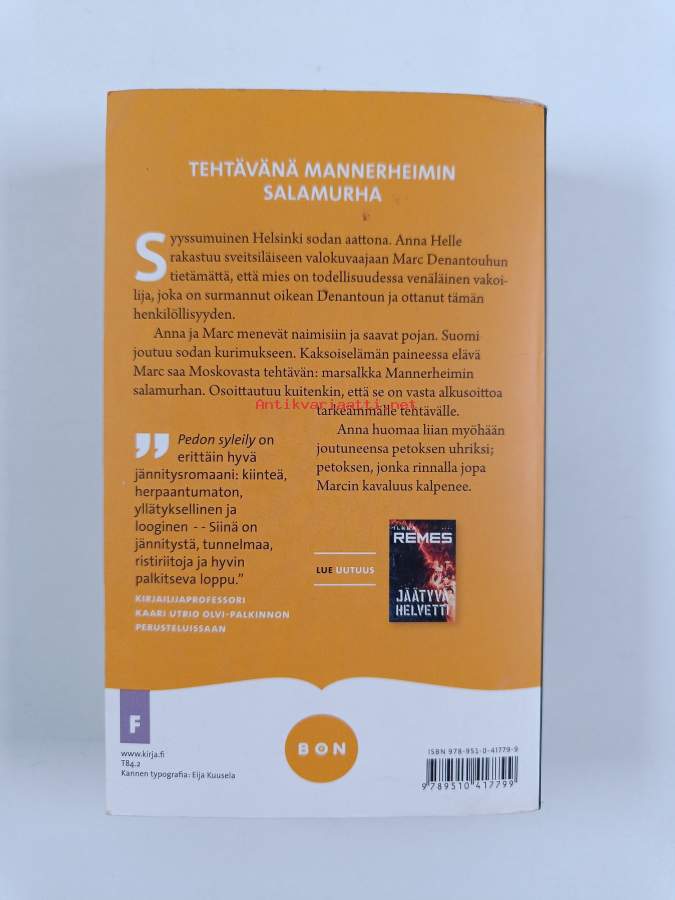 TEHTÄVÄNÄ MANNERHEIMIN
SALAMURHA
Syyssumuinen Helsinki sodan aattona. Anna Helle
rakastuu sveitsiläiseen valokuvaajaan Marc Denantouhun
tietämättä, että mies on todellisuudessa venäläinen vakoi-
lija, joka on surmannut oikean Denantoun ja ottanut tämän
henkilöllisyyden.
Anna ja Marc menevät naimisiin ja saavat pojan. Suomi
joutuu sodan kurimukseen. Kaksoiselämän paineessa elävä
Marc saa Moskovasta tehtävän: marsalkka Mannerheimin
salamurhan. Osoittautuu kuitenkin, että se on vasta alkusoittoa
Antikvariaatti.net
tärkeämmälle tehtävälle.
Anna huomaa liian myöhään
joutuneensa petoksen uhriksi;
petoksen, jonka rinnalla jopa
Marcin kavaluus kalpenee.
Pedon syleily on
erittäin hyvä
jännitysromaani: kiinteä,
herpaantumaton,
yllätyksellinen ja
looginen - - Siinä on
jännitystä, tunnelmaa,
ristiriitoja ja hyvin
palkitseva loppu.”
KIRJAILIJAPROFESSORI
KAARI UTRIO OLVI-PALKINNON
PERUSTELUISSAAN
LUE UUTUUS
ILKKA
REMES
JÄÄTYVÄ
HELVETTI
F
www.kirja.fi
T84.2
Kannen typografia: Eija Kuusela
BON
ISBN 978-951-0-41779-9
9 789510 417799